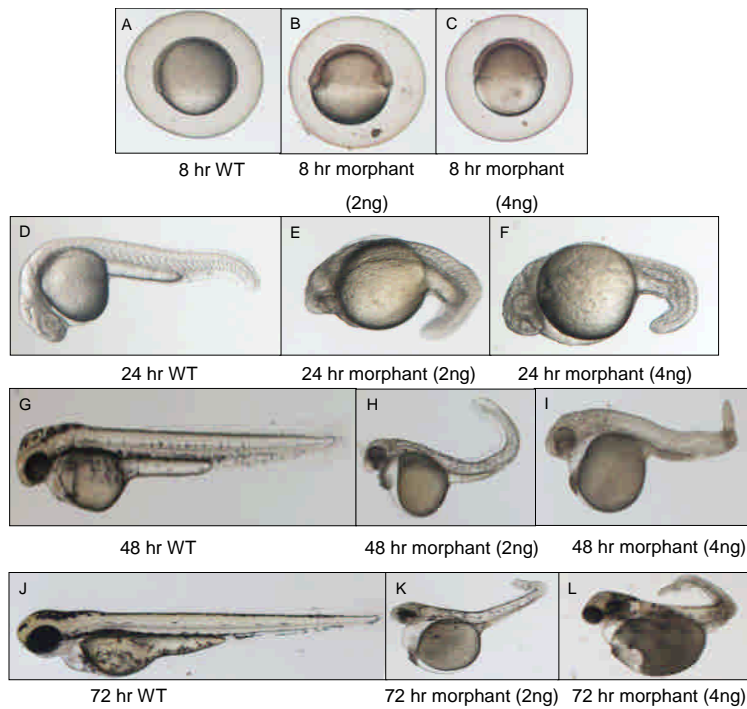 A
B
C
8 hr WT
8 hr morphant
(2ng)
8 hr morphant
(4ng)
D
E
F
24 hr WT
24 hr morphant (2ng)
24 hr morphant (4ng)
G
H
I
48 hr WT
48 hr morphant (2ng)
48 hr morphant (4ng)
J
K
L
72 hr WT
72 hr morphant (2ng)
72 hr morphant (4ng)